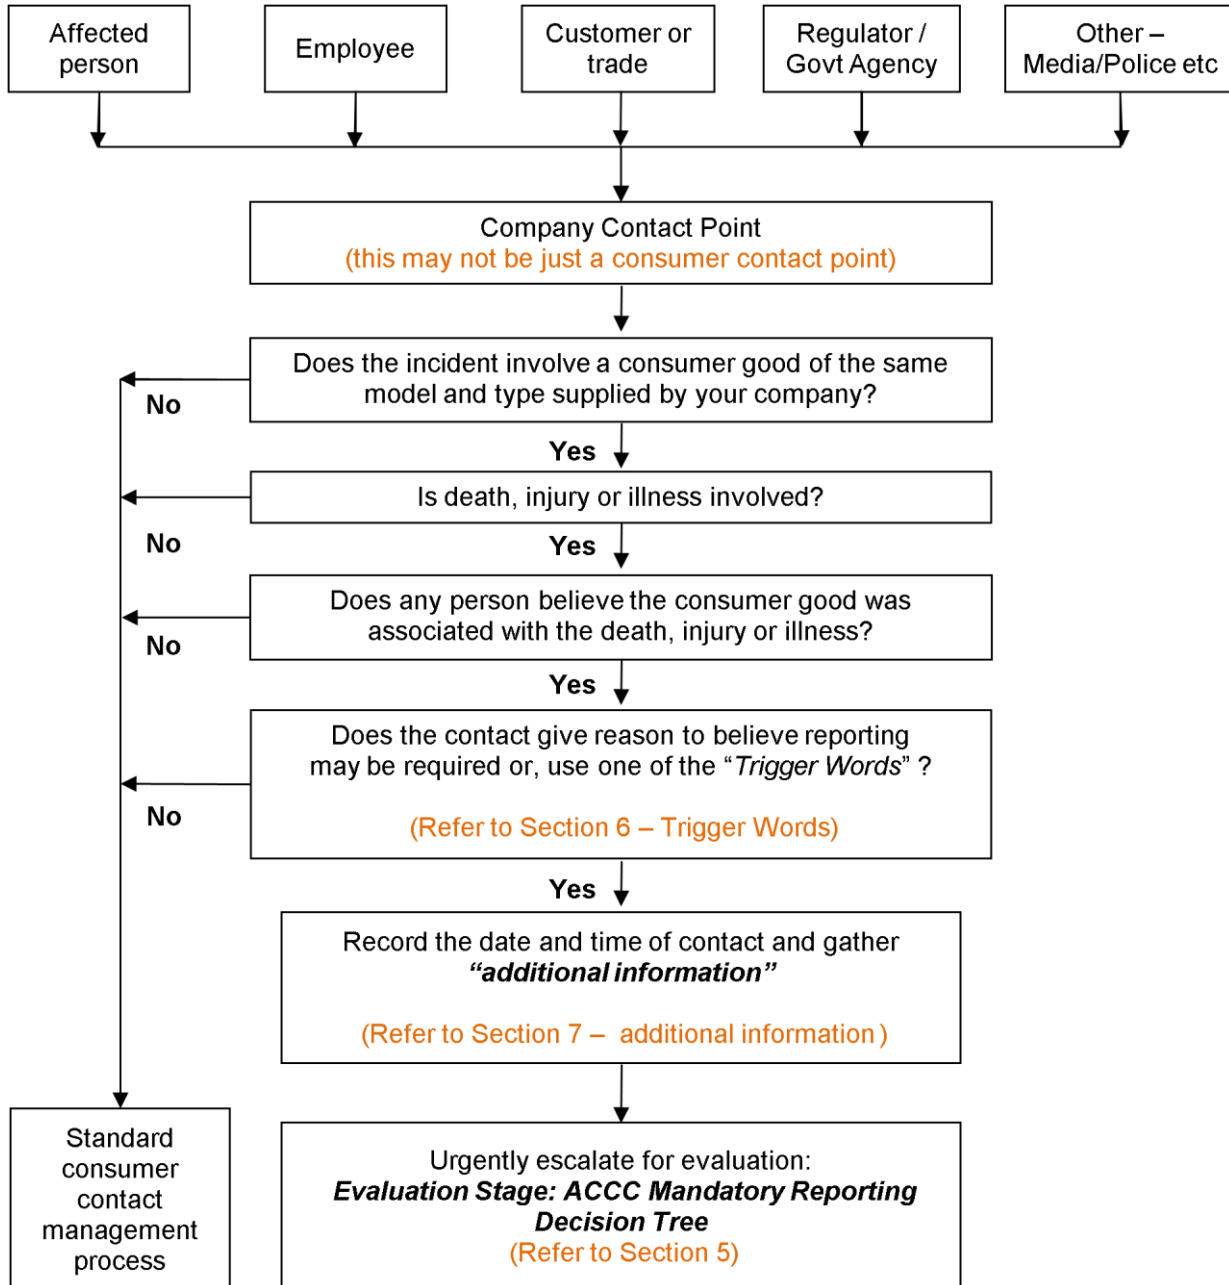 Affected
person
Employee
Customer or
trade
Regulator /
Govt Agency
Other –
Media/Police etc
Company Contact Point
(this may not be just a consumer contact point)
Does the incident involve a consumer good of the same
model and type supplied by your company?
No
Yes
Is death, injury or illness involved?
No
Yes
Does any person believe the consumer good was
associated with the death, injury or illness?
No
Yes
Does the contact give reason to believe reporting
may be required or, use one of the “Trigger Words” ?
(Refer to Section 6 – Trigger Words)
No
Yes
Record the date and time of contact and gather
“additional information”
(Refer to Section 7 – additional information )
Standard
consumer
contact
management
process
Urgently escalate for evaluation:
Evaluation Stage: ACCC Mandatory Reporting
Decision Tree
(Refer to Section 5)